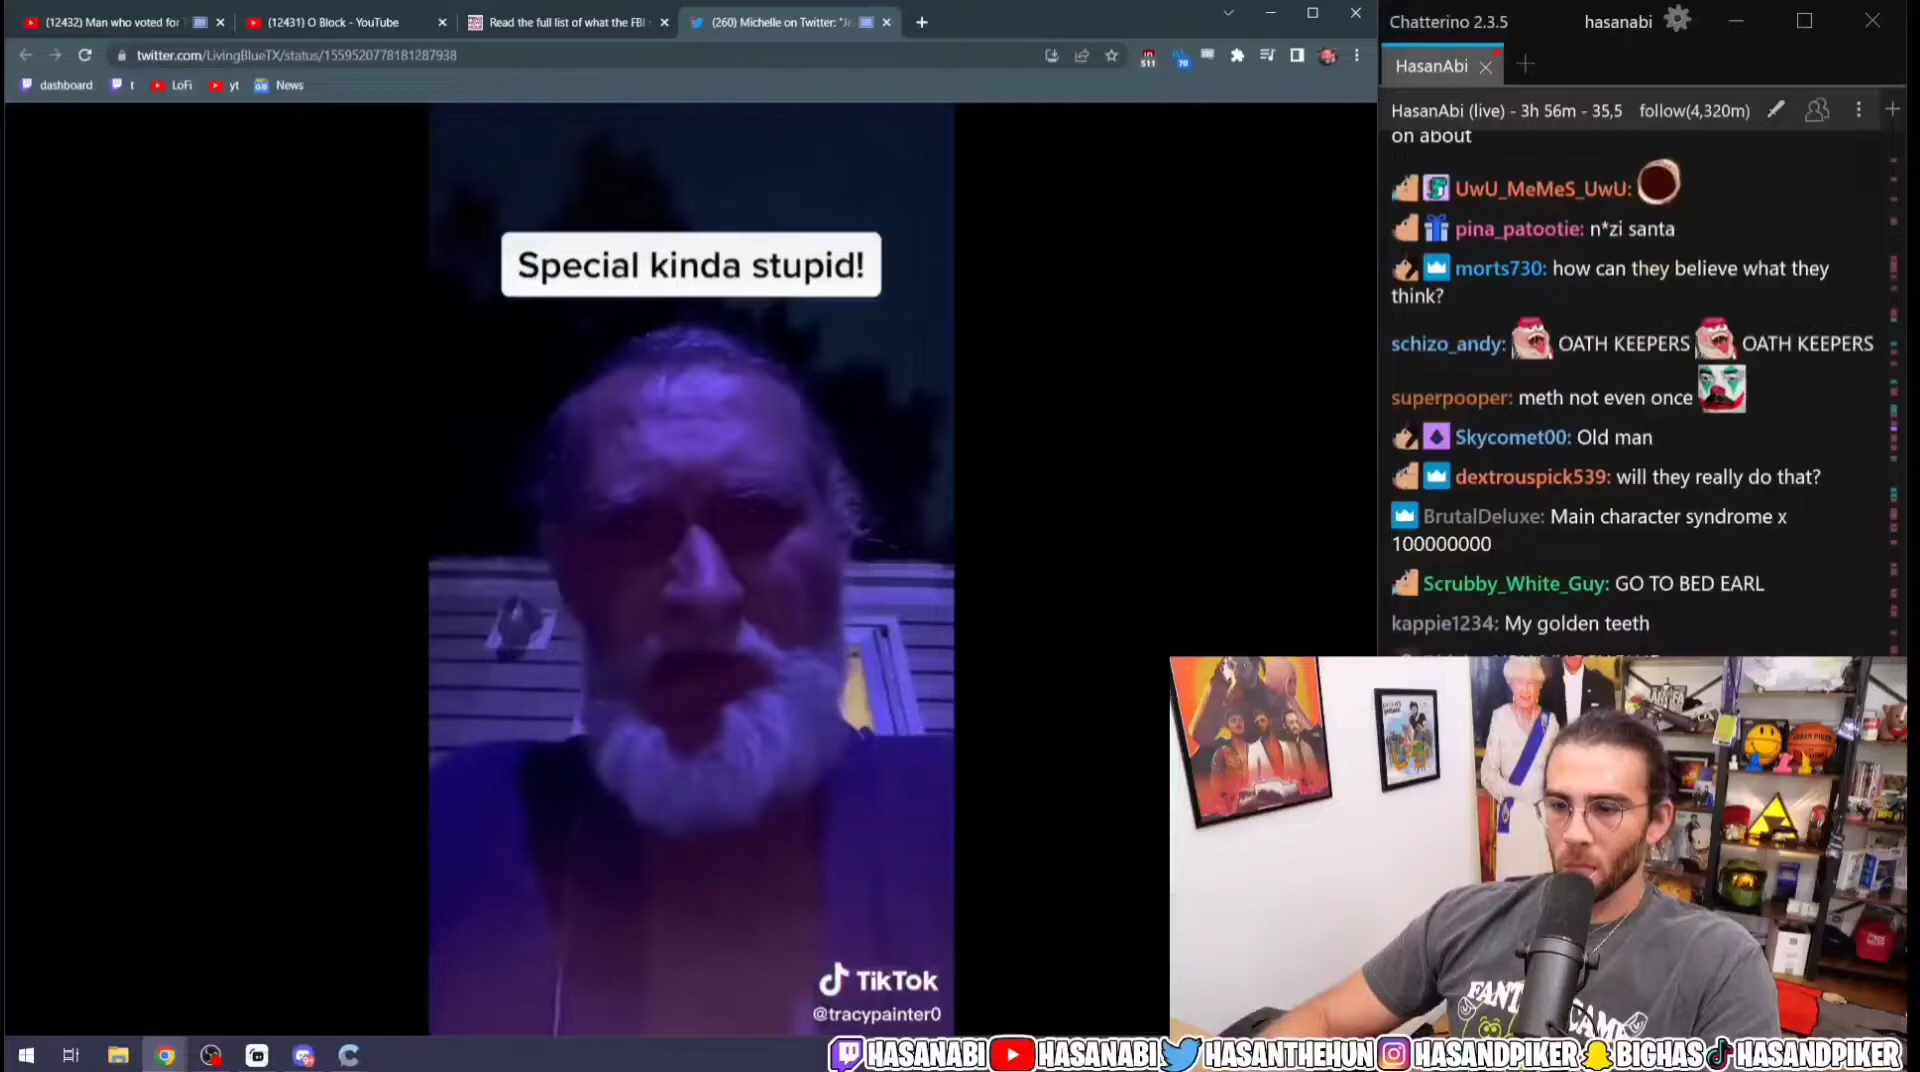 (12432) Man who voted for
(12431) O Block - YouTube
Read the full list of what the FBI
(260) Michelle on Twitter: "Je
twitter.com/LivingBlueTX/status/1559520778181287938
511
70
dashboard
t
LoFi
yt
News
Special kinda stupid!
TikTok
@tracypainter0
Chatterino 2.3.5
hasanabi
HasanAbi
HasanAbi (live) - 3h 56m - 35,5
follow(4,320m)
on about
UwU_MeMeS_UwU:
pina_patootie: n*zi santa
morts730: how can they believe what they
think?
schizo_andy: OATH KEEPERS OATH KEEPERS
superpooper: meth not even once
Skycomet00: Old man
dextrouspick539: will they really do that?
BrutalDeluxe: Main character syndrome x
100000000
Scrubby_White_Guy: GO TO BED EARL
kappie1234: My golden teeth
HASANABI HASANABI HASANTHEHUN HASANDPIKER BIGHAS HASANDPIKER